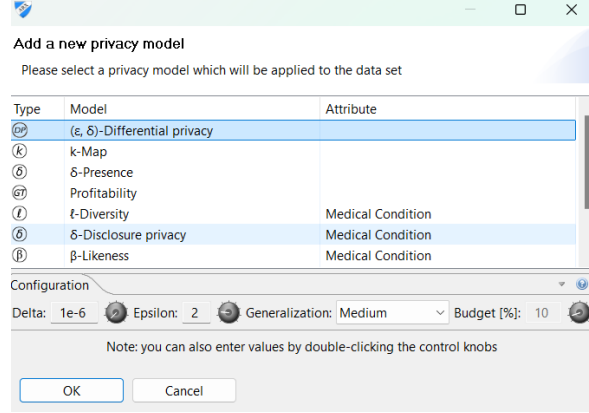 Add a new privacy model
Please select a privacy model which will be applied to the data set
Type Model Attribute
DP (ε, δ)-Differential privacy
k k-Map
δ δ-Presence
GT Profitability
ℓ ℓ-Diversity Medical Condition
δ δ-Disclosure privacy Medical Condition
β β-Likeness Medical Condition
Configuration
Delta: 1e-6 Epsilon: 2 Generalization: Medium Budget [%]: 10
Note: you can also enter values by double-clicking the control knobs
OK Cancel